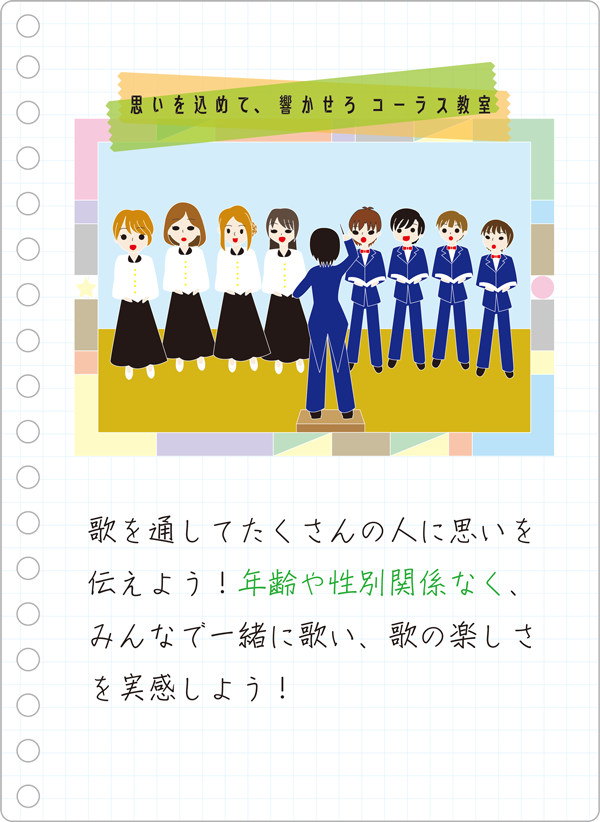 思いを込めて、響かせろ コーラス教室
歌を通してたくさんの人に思いを
伝えよう！年齢や性別関係なく、
みんなで一緒に歌い、歌の楽しさ
を実感しよう！